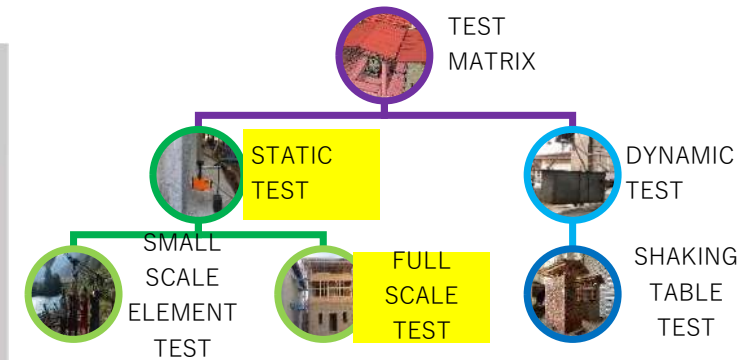 TEST
MATRIX
STATIC
TEST
DYNAMIC
TEST
SMALL
SCALE
ELEMENT
TEST
FULL
SCALE
TEST
SHAKING
TABLE
TEST